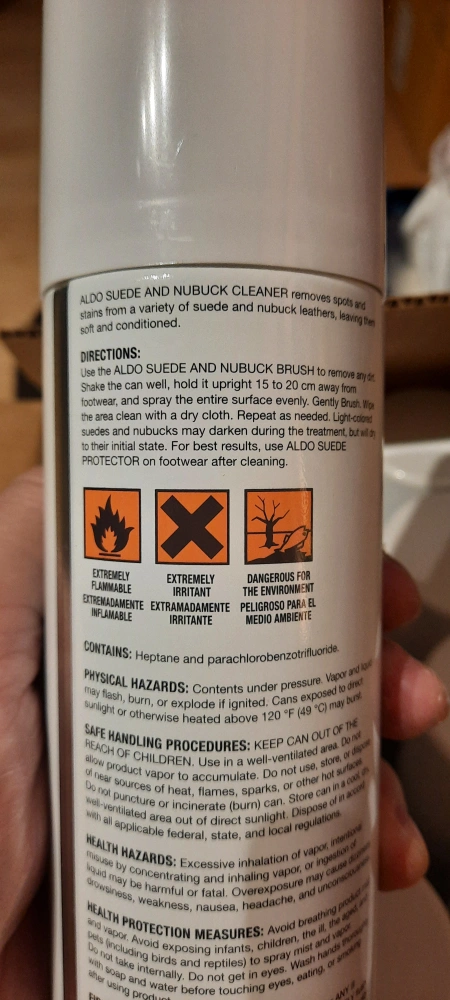 ALDO SUEDE AND NUBUCK CLEANER removes spots and
stains from a variety of suede and nubuck leathers, leaving them
soft and conditioned.
DIRECTIONS:
Use the ALDO SUEDE AND NUBUCK BRUSH to remove any dirt.
Shake the can well, hold it upright 15 to 20 cm away from
footwear, and spray the entire surface evenly. Gently Brush. Wipe
the area clean with a dry cloth. Repeat as needed. Light-colored
suedes and nubucks may darken during the treatment, but will dry
to their initial state. For best results, use ALDO SUEDE
PROTECTOR on footwear after cleaning.
EXTREMELY
FLAMMABLE
EXTREMADAMENTE
INFLAMABLE
EXTREMELY
IRRITANT
EXTRAMADAMENTE
IRRITANTE
DANGEROUS FOR
THE ENVIRONMENT
PELIGROSO PARA EL
MEDIO AMBIENTE
CONTAINS: Heptane and parachlorobenzotrifluoride.
PHYSICAL HAZARDS: Contents under pressure. Vapor and liquid
may flash, burn, or explode if ignited. Cans exposed to direct
sunlight or otherwise heated above 120 °F (49 °C) may burst.
SAFE HANDLING PROCEDURES: KEEP CAN OUT OF THE
REACH OF CHILDREN. Use in a well-ventilated area. Do not
allow product vapor to accumulate. Do not use, store, or dispose
of near sources of heat, flames, sparks, or other hot surfaces.
Do not puncture or incinerate (burn) can. Store can in a cool, dry,
well-ventilated area out of direct sunlight. Dispose of in accord
with all applicable federal, state, and local regulations.
HEALTH HAZARDS: Excessive inhalation of vapor, intentional
misuse by concentrating and inhaling vapor, or ingestion of
liquid may be harmful or fatal. Overexposure may cause dizziness,
drowsiness, weakness, nausea, headache, and unconsciousness.
HEALTH PROTECTION MEASURES: Avoid breathing product mist
and vapor. Avoid exposing infants, children, the ill, the aged, and
pets (including birds and reptiles) to spray mist and vapor.
Do not take internally. Do not get in eyes. Wash hands thoroughly
with soap and water before touching eyes, eating, or smoking
after using product.
ANY